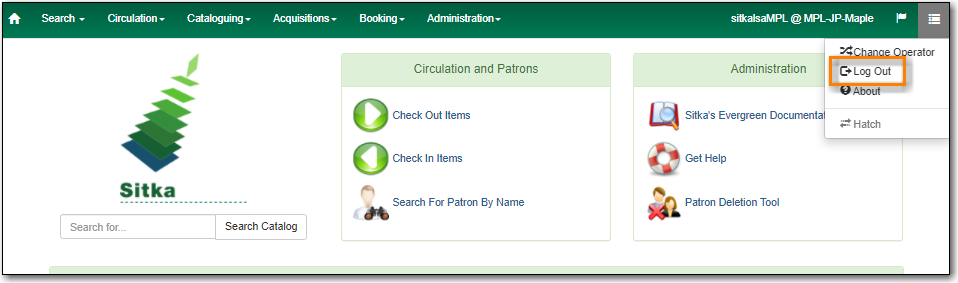 Search Circulation Cataloguing Acquisitions Booking Administration sitkalsaMPL @ MPL-JP-Maple
Change Operator
Log Out
About
Hatch
Sitka
Search for... Search Catalog
Circulation and Patrons
Check Out Items
Check In Items
Search For Patron By Name
Administration
Sitka's Evergreen Documentat
Get Help
Patron Deletion Tool